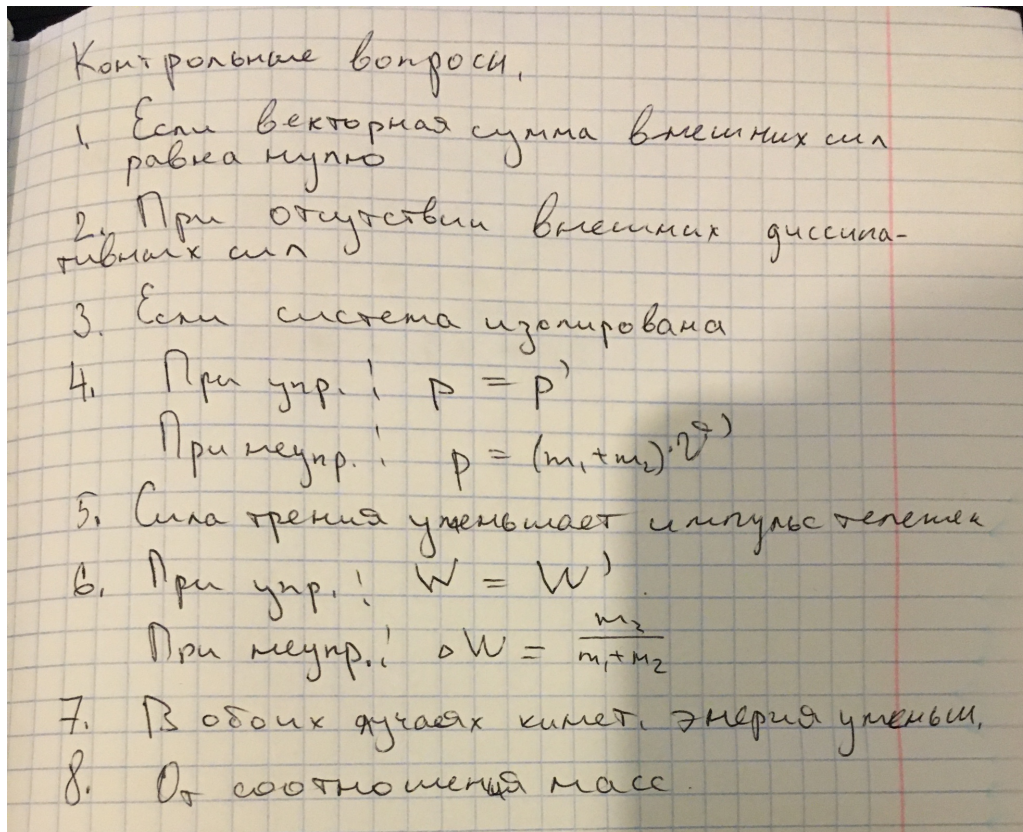 Контрольные вопросы.
1. Если векторная сумма внешних сил
равна нулю
2. При отсутствии внешних диссипа-
тивных сил
3. Если система изолирована
4. При упр.: p = p'
При неупр.: p = (m₁+m₂)·υ'
5. Сила трения уменьшает импульс тележек
6. При упр.: W = W'
При неупр.: ΔW = m₂/(m₁+m₂)
7. В обоих случаях кинет. энергия уменьш.
8. От соотношения масс.